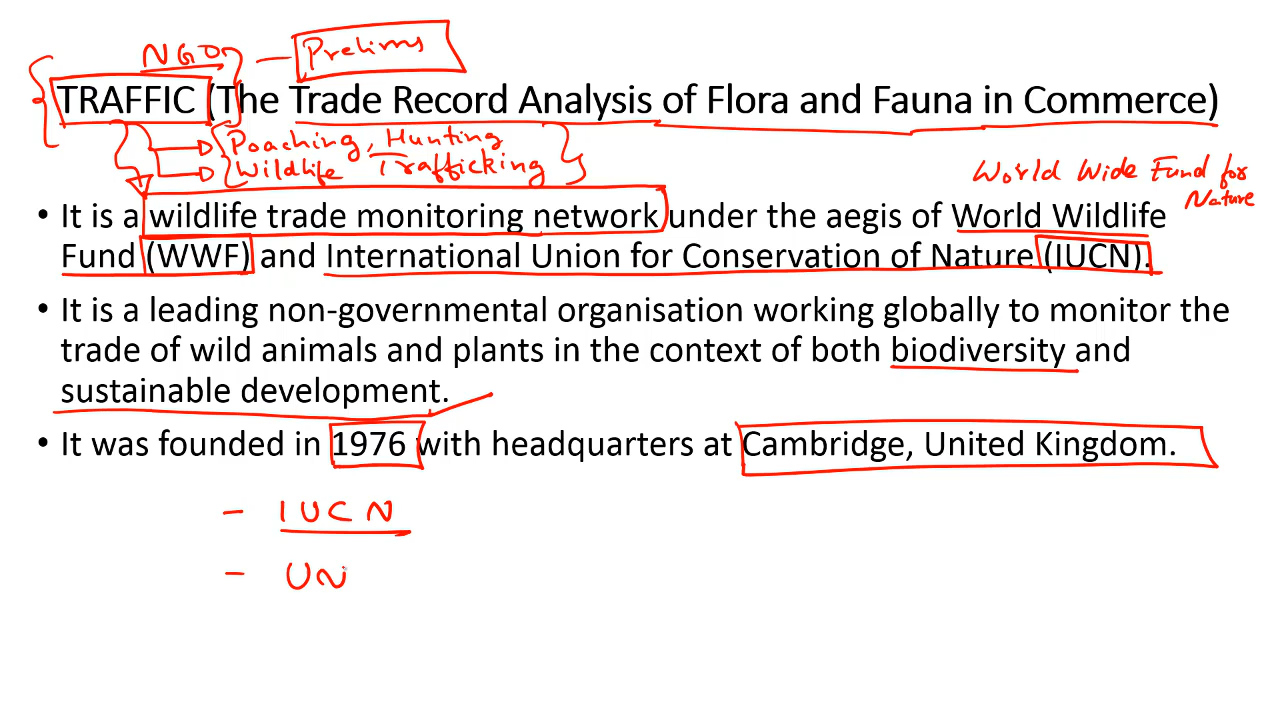 NGO
Prelims
TRAFFIC (The Trade Record Analysis of Flora and Fauna in Commerce)
Poaching, Hunting
Wildlife Trafficking
World Wide Fund for
Nature
• It is a wildlife trade monitoring network under the aegis of World Wildlife
Fund (WWF) and International Union for Conservation of Nature (IUCN).
• It is a leading non-governmental organisation working globally to monitor the
trade of wild animals and plants in the context of both biodiversity and
sustainable development.
• It was founded in 1976 with headquarters at Cambridge, United Kingdom.
- IUCN
- UN